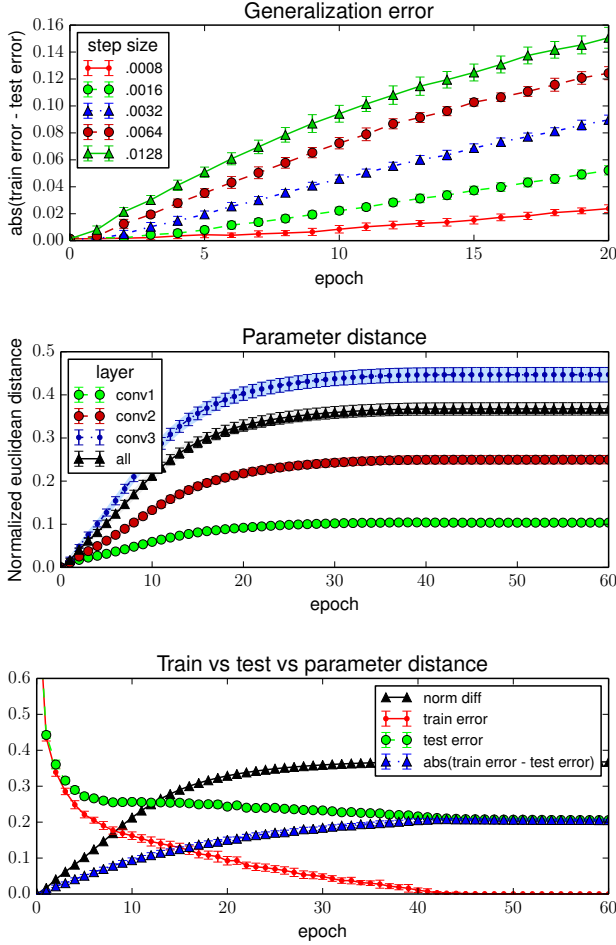 Generalization error
abs(train error - test error)
0.16
0.14
0.12
0.10
0.08
0.06
0.04
0.02
0.00
step size
.0008
.0016
.0032
.0064
.0128
0 5 10 15 20
epoch
Parameter distance
Normalized euclidean distance
0.5
0.4
0.3
0.2
0.1
0.0
layer
conv1
conv2
conv3
all
0 10 20 30 40 50 60
epoch
Train vs test vs parameter distance
0.6
0.5
0.4
0.3
0.2
0.1
0.0
norm diff
train error
test error
abs(train error - test error)
0 10 20 30 40 50 60
epoch